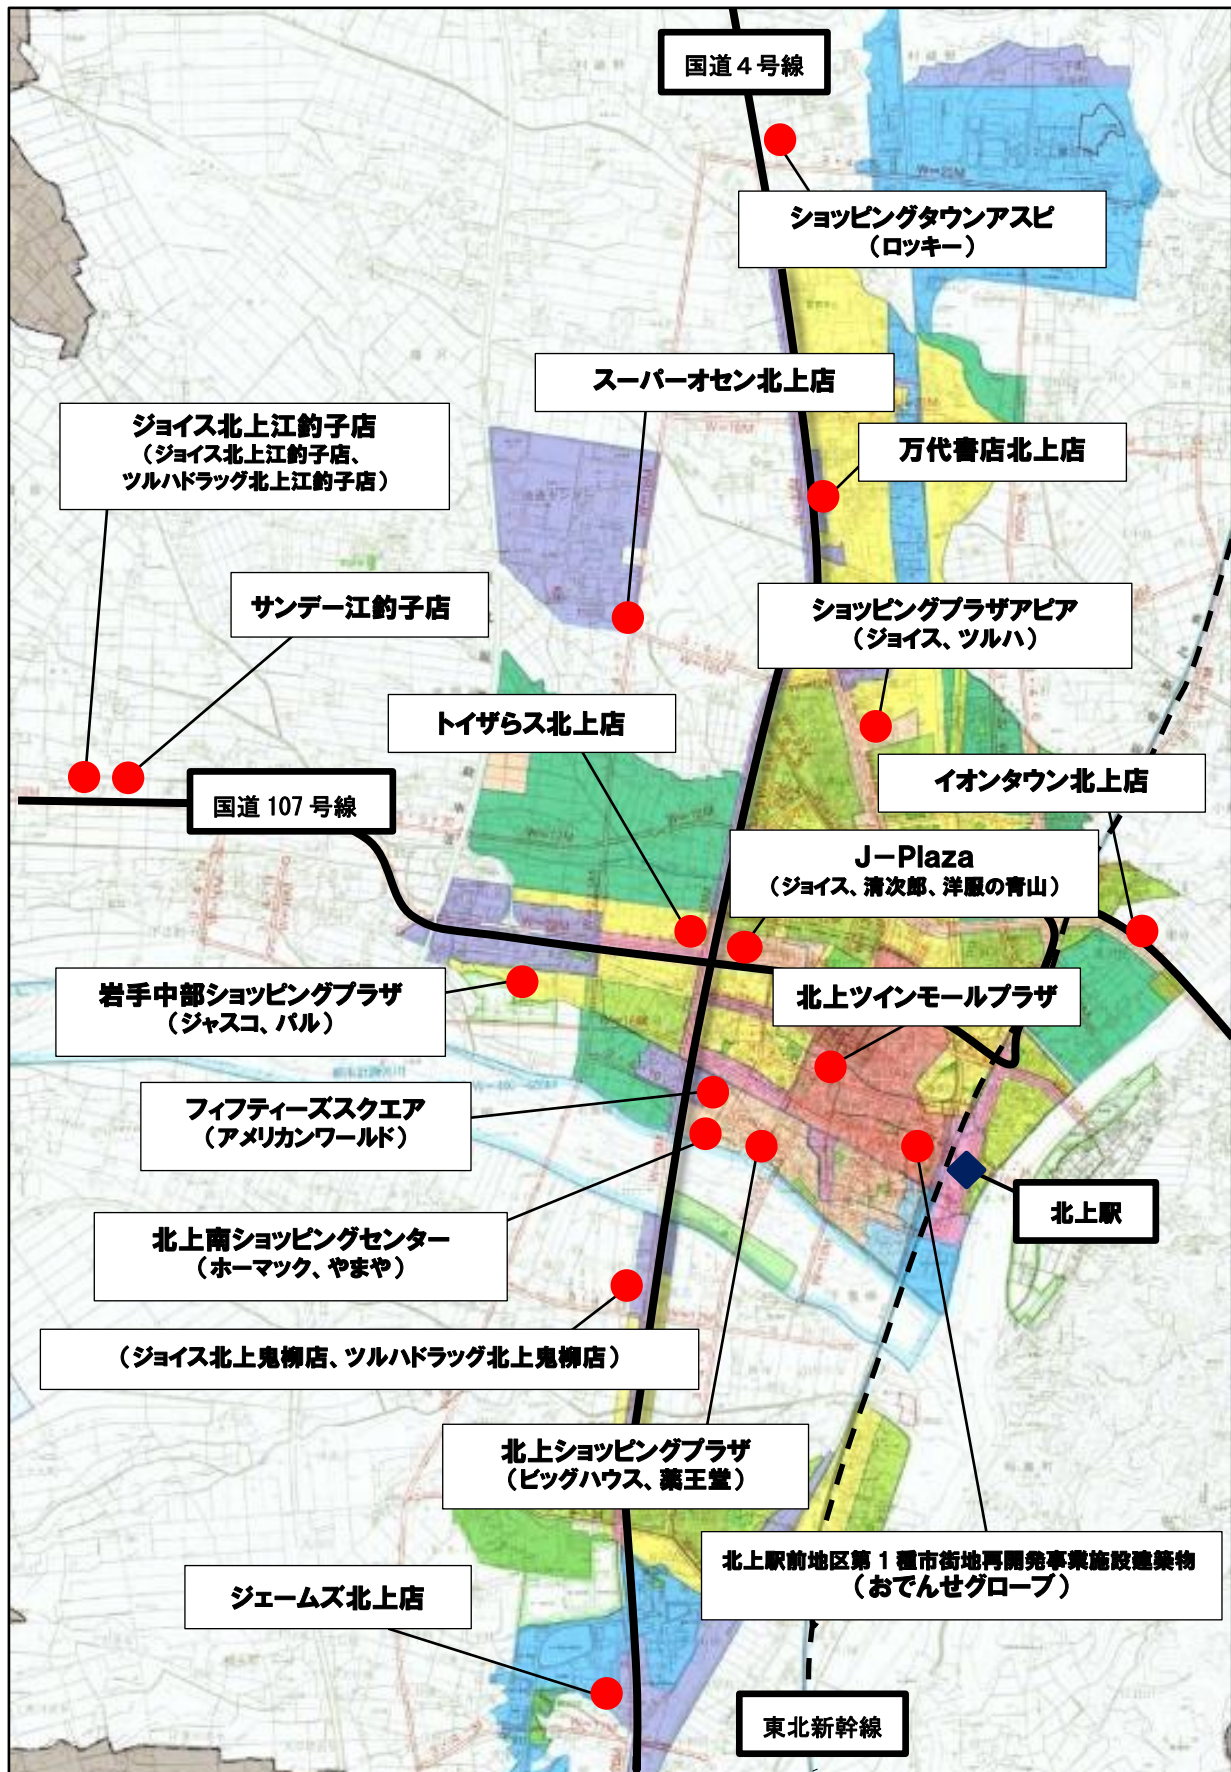 国道４号線
ショッピングタウンアスピ
（ロッキー）
スーパーオセン北上店
ジョイス北上江釣子店
（ジョイス北上江釣子店、
ツルハドラッグ北上江釣子店）
万代書店北上店
サンデー江釣子店
ショッピングプラザアピア
（ジョイス、ツルハ）
トイザらス北上店
イオンタウン北上店
国道 107 号線
J－Plaza
（ジョイス、清次郎、洋服の青山）
岩手中部ショッピングプラザ
（ジャスコ、パル）
北上ツインモールプラザ
フィフティーズスクエア
（アメリカンワールド）
北上駅
北上南ショッピングセンター
（ホーマック、やまや）
（ジョイス北上鬼柳店、ツルハドラッグ北上鬼柳店）
北上ショッピングプラザ
（ビッグハウス、薬王堂）
北上駅前地区第 1 種市街地再開発事業施設建築物
（おでんせグローブ）
ジェームズ北上店
東北新幹線